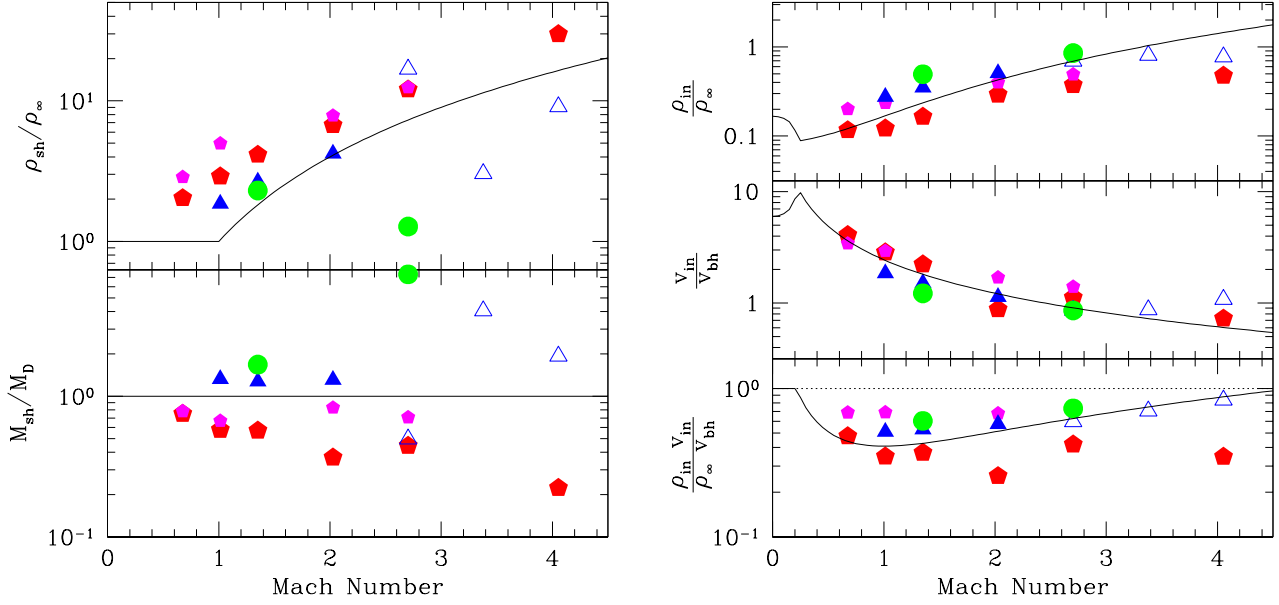 10¹
10⁰
ρsh/ρ∞
10⁰
10⁻¹
Msh/MD
0 1 2 3 4
Mach Number
1
0.1
ρin
ρ∞
10
1
vin
vbh
10⁰
10⁻¹
ρin vin
ρ∞ vbh
0 1 2 3 4
Mach Number